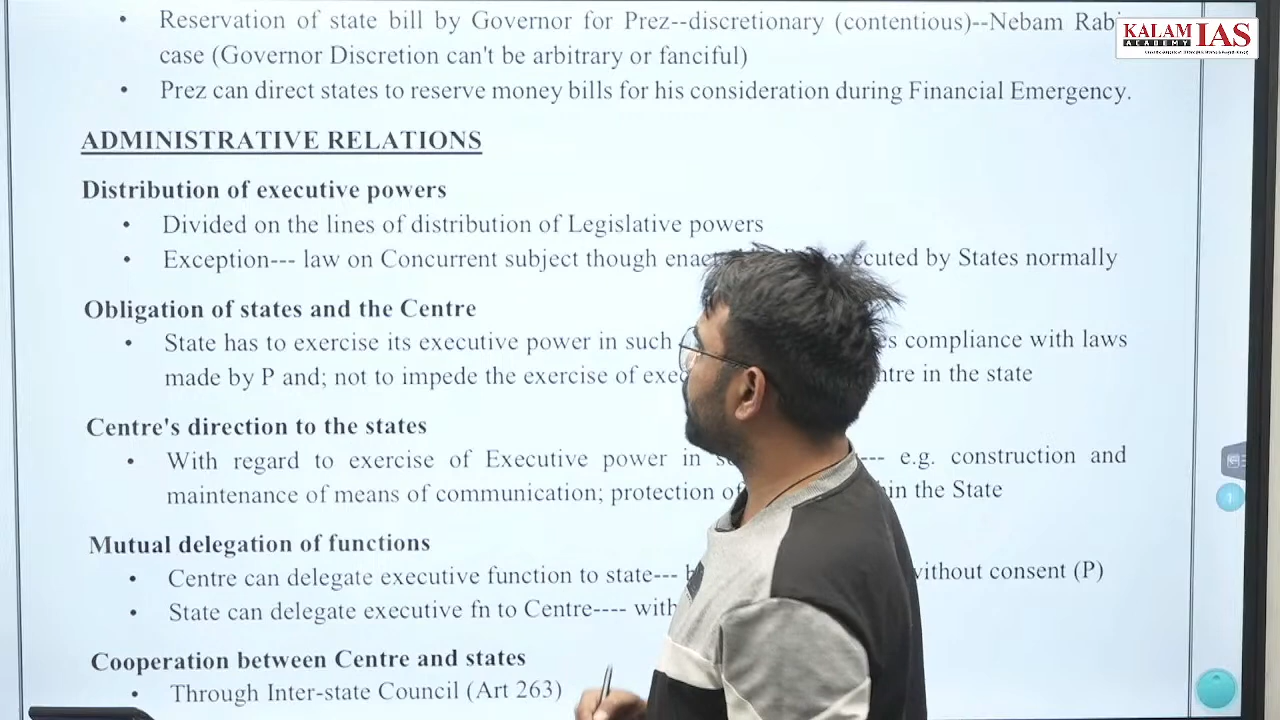 Reservation of state bill by Governor for Prez--discretionary (contentious)--Nebam Rabi
case (Governor Discretion can't be arbitrary or fanciful)
Prez can direct states to reserve money bills for his consideration during Financial Emergency.
KALAM IAS
ACADEMY
ADMINISTRATIVE RELATIONS
Distribution of executive powers
Divided on the lines of distribution of Legislative powers
Exception--- law on Concurrent subject though executed by States normally
Obligation of states and the Centre
State has to exercise its executive power in such compliance with laws
made by P and; not to impede the exercise of in the state
Centre's direction to the states
With regard to exercise of Executive power in --- e.g. construction and
maintenance of means of communication; protection of the State
Mutual delegation of functions
Centre can delegate executive function to state--- without consent (P)
State can delegate executive fn to Centre---- with
Cooperation between Centre and states
Through Inter-state Council (Art 263)